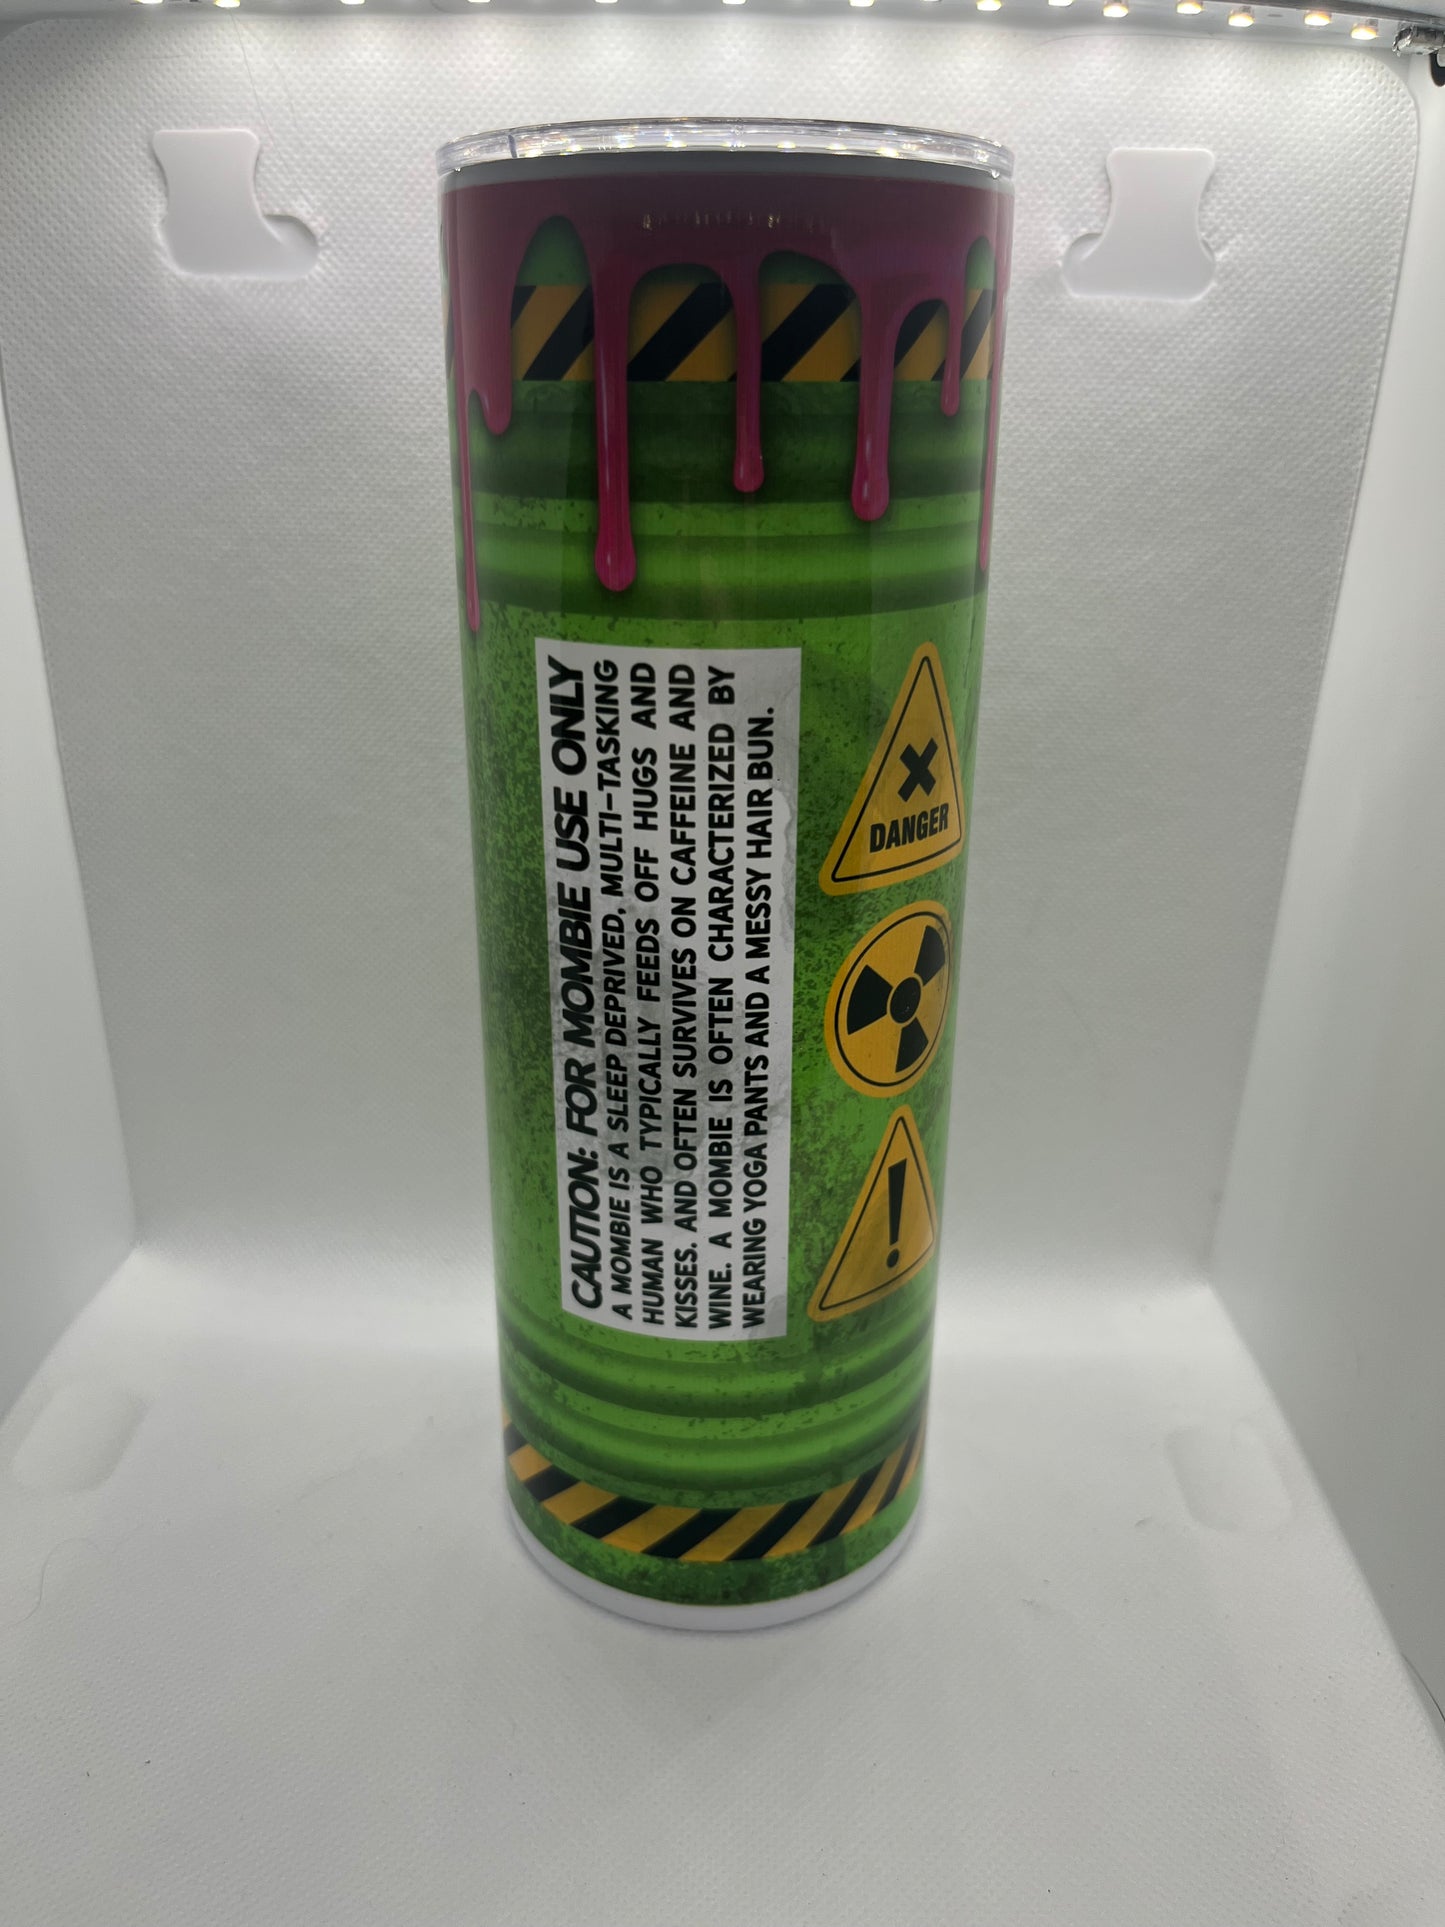 CAUTION: FOR MOMBIE USE ONLY
A MOMBIE IS A SLEEP DEPRIVED, MULTI-TASKING
HUMAN WHO TYPICALLY FEEDS OFF HUGS AND
KISSES. AND OFTEN SURVIVES ON CAFFEINE AND
WINE. A MOMBIE IS OFTEN CHARACTERIZED BY
WEARING YOGA PANTS AND A MESSY HAIR BUN.
DANGER